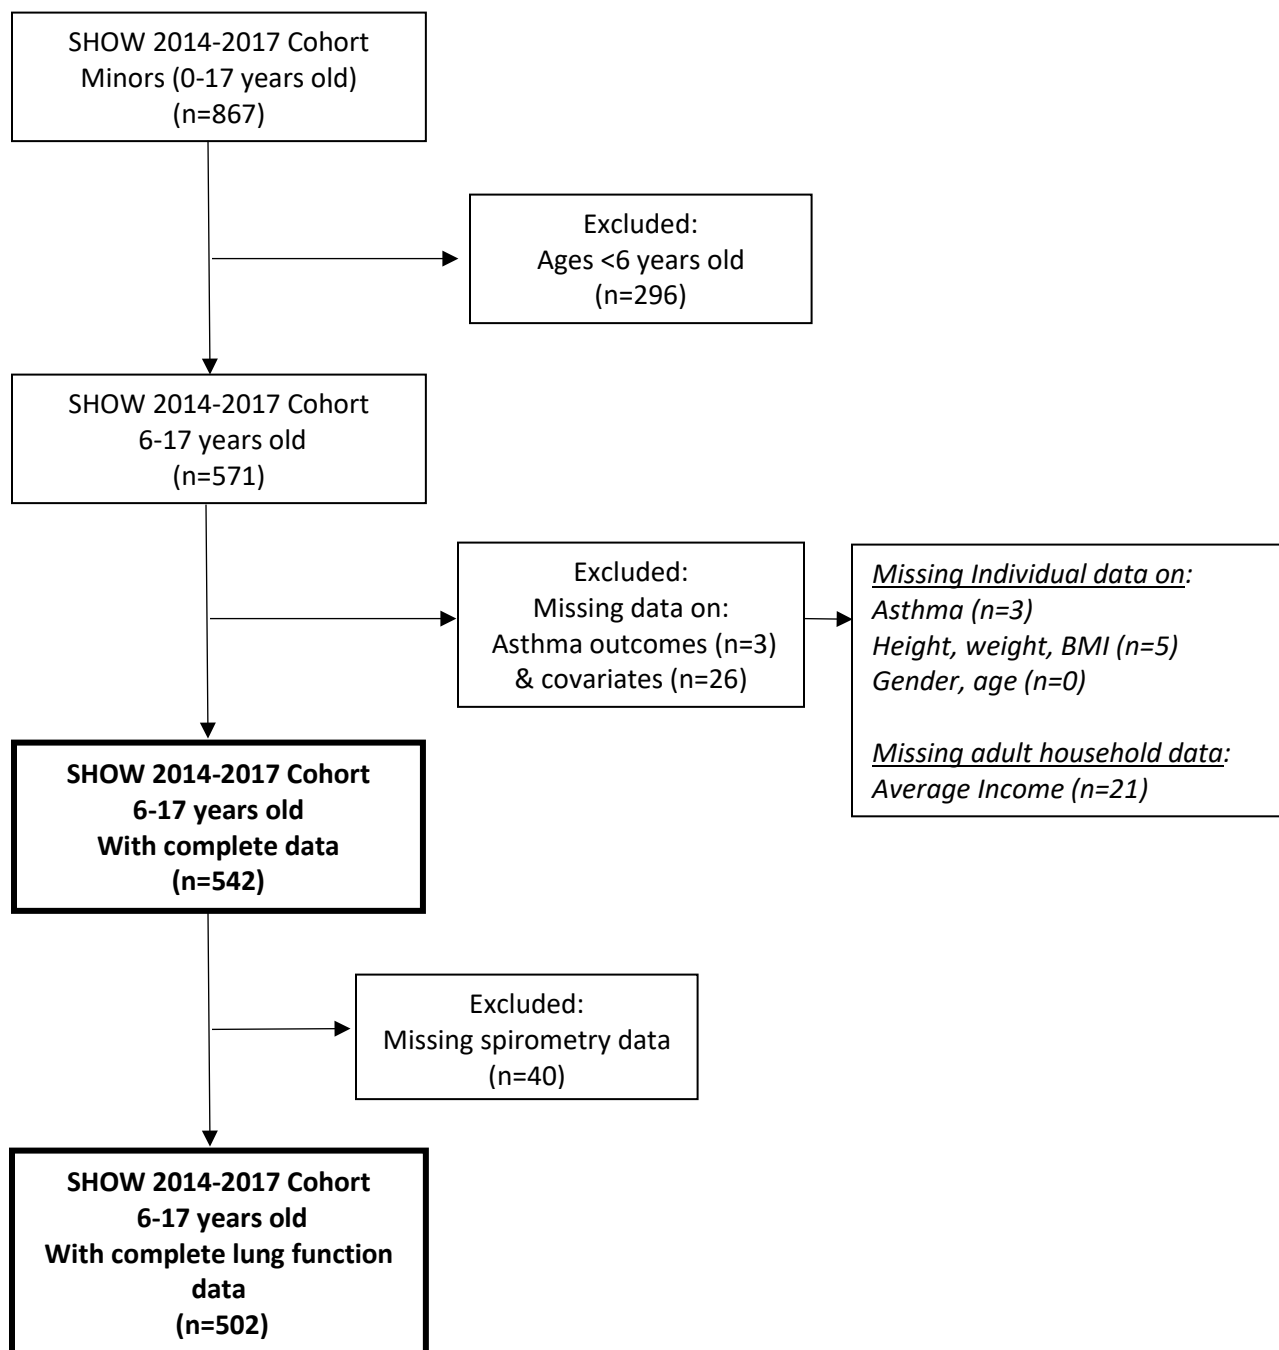 SHOW 2014-2017 Cohort
Minors (0-17 years old)
(n=867)
Excluded:
Ages <6 years old
(n=296)
SHOW 2014-2017 Cohort
6-17 years old
(n=571)
Excluded:
Missing data on:
Asthma outcomes (n=3)
& covariates (n=26)
Missing Individual data on:
Asthma (n=3)
Height, weight, BMI (n=5)
Gender, age (n=0)
Missing adult household data:
Average Income (n=21)
SHOW 2014-2017 Cohort
6-17 years old
With complete data
(n=542)
Excluded:
Missing spirometry data
(n=40)
SHOW 2014-2017 Cohort
6-17 years old
With complete lung function
data
(n=502)